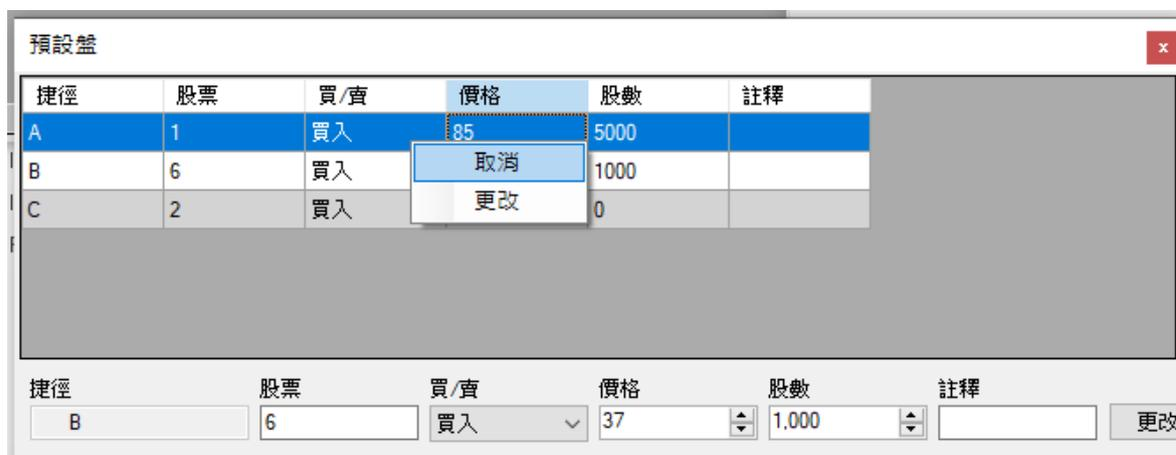 預設盤
x
捷徑 股票 買/賣 價格 股數 註釋
A 1 買入 85 5000
取消
B 6 買入 1000
更改
C 2 買入 0
捷徑 股票 買/賣 價格 股數 註釋
B 6 買入 37 1,000 更改